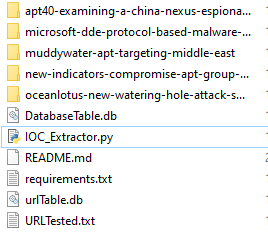 apt40-examining-a-china-nexus-espiona...
microsoft-dde-protocol-based-malware-...
muddywater-apt-targeting-middle-east
new-indicators-compromise-apt-group-...
oceanlotus-new-watering-hole-attack-s...
DatabaseTable.db
IOC_Extractor.py
README.md
requirements.txt
urlTable.db
URLTested.txt